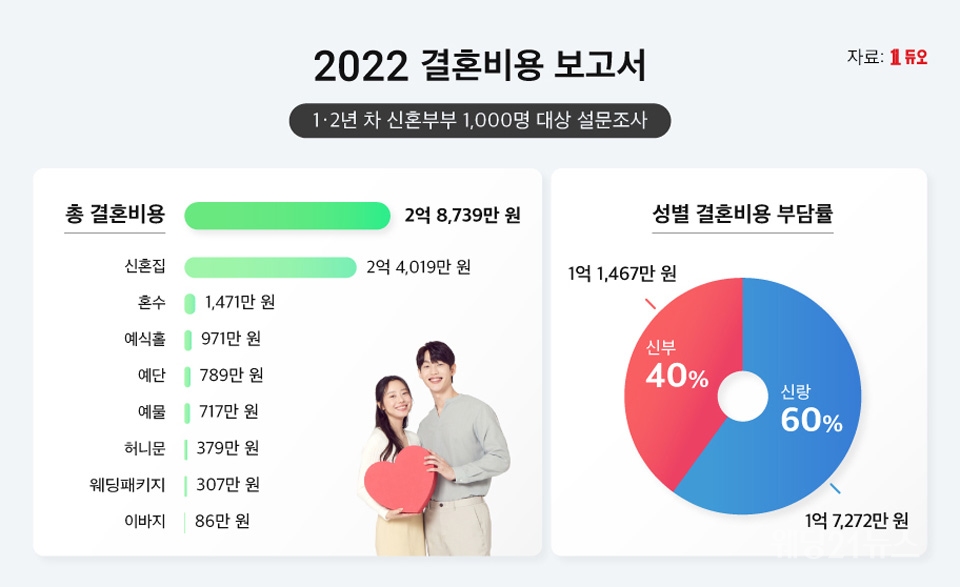 2022 결혼비용 보고서
자료: 1 듀오
1·2년 차 신혼부부 1,000명 대상 설문조사
총 결혼비용 2억 8,739만 원
신혼집 2억 4,019만 원
혼수 1,471만 원
예식홀 971만 원
예단 789만 원
예물 717만 원
허니문 379만 원
웨딩패키지 307만 원
이바지 86만 원
성별 결혼비용 부담률
1억 1,467만 원
신부
40%
신랑
60%
1억 7,272만 원
웨딩21뉴스